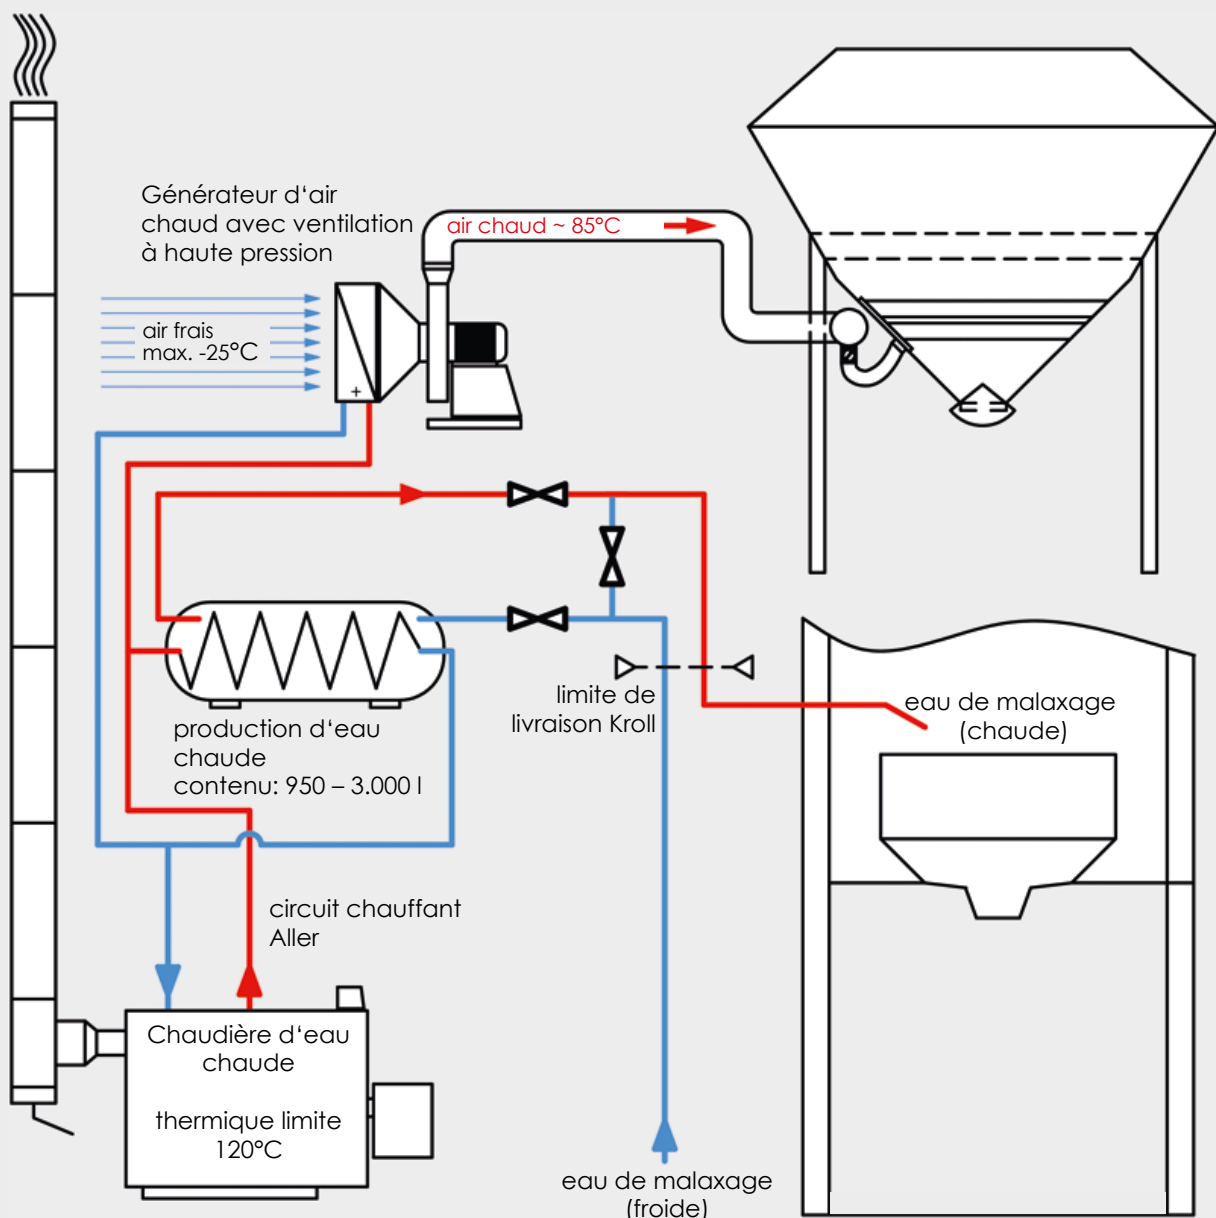 Générateur d‘air
chaud avec ventilation
à haute pression
air chaud ~ 85°C
air frais
max. -25°C
+
limite de
livraison Kroll
eau de malaxage
(chaude)
production d‘eau
chaude
contenu: 950 – 3.000 l
circuit chauffant
Aller
Chaudière d‘eau
chaude
thermique limite
120°C
eau de malaxage
(froide)